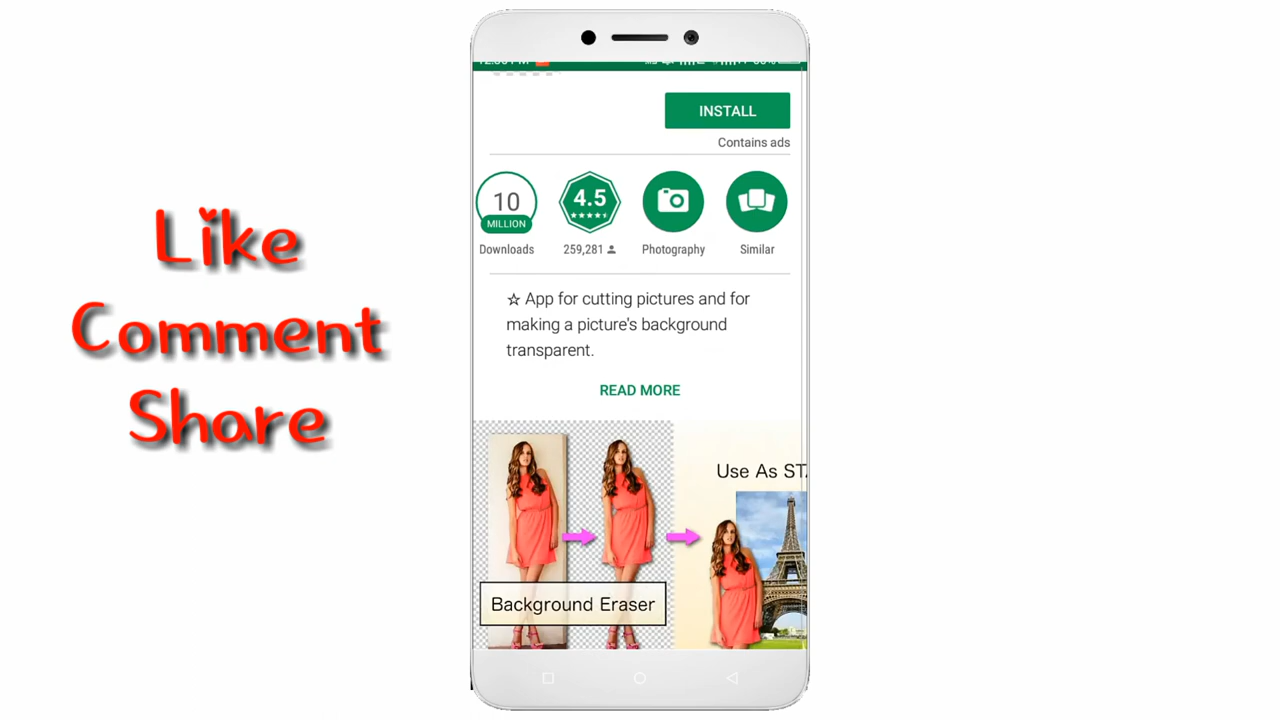 Like
Comment
Share
INSTALL
Contains ads
10
MILLION
Downloads
4.5
259,281
Photography
Similar
☆ App for cutting pictures and for
making a picture's background
transparent.
READ MORE
Background Eraser
Use As